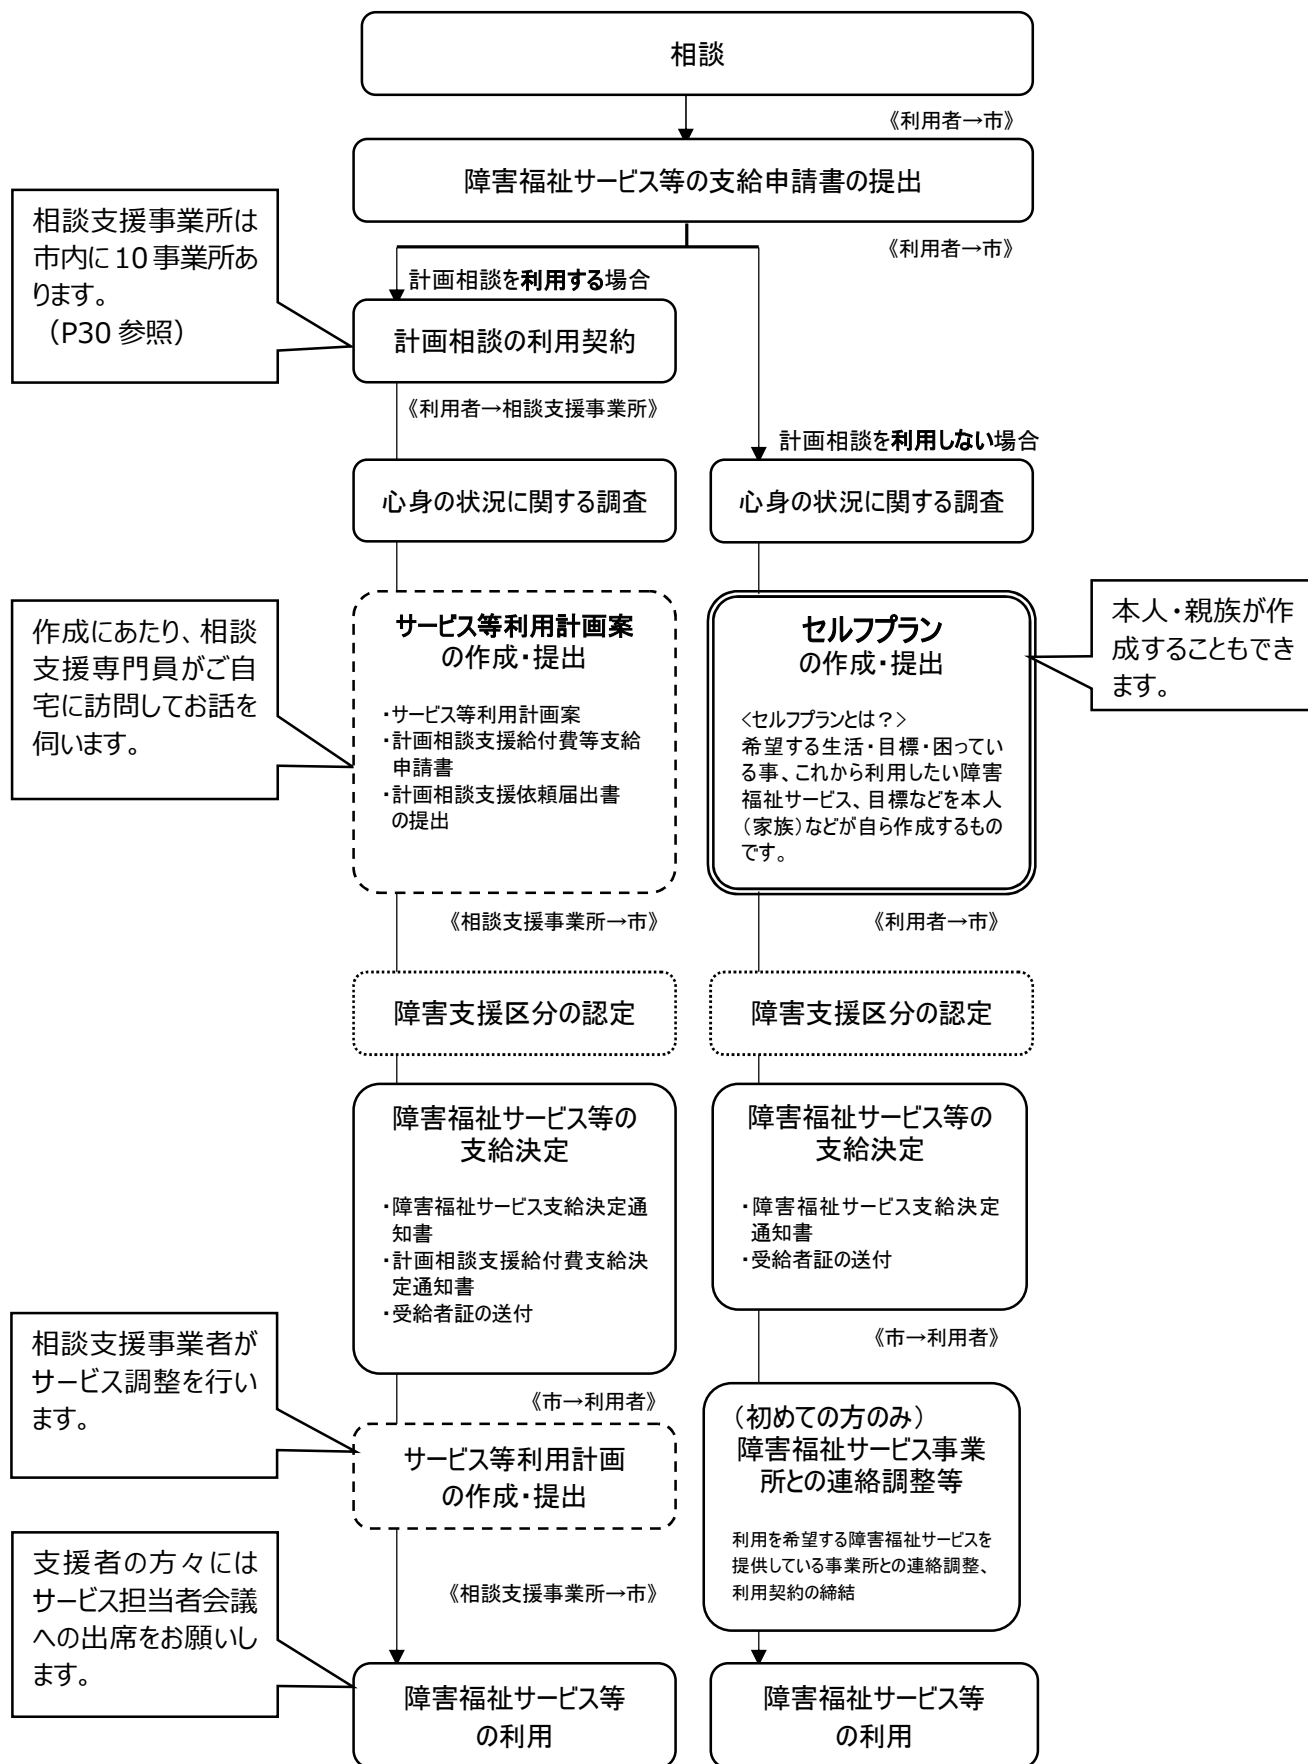 相談
《利用者→市》
障害福祉サービス等の支給申請書の提出
《利用者→市》
相談支援事業所は
市内に10事業所あ
ります。
（P30 参照）
計画相談を利用する場合
計画相談の利用契約
《利用者→相談支援事業所》
計画相談を利用しない場合
心身の状況に関する調査
心身の状況に関する調査
作成にあたり、相談
支援専門員がご自
宅に訪問してお話を
伺います。
サービス等利用計画案
の作成・提出
・サービス等利用計画案
・計画相談支援給付費等支給
申請書
・計画相談支援依頼届出書
の提出
《相談支援事業所→市》
セルフプラン
の作成・提出
<セルフプランとは？>
希望する生活・目標・困ってい
る事、これから利用したい障害
福祉サービス、目標などを本人
（家族）などが自ら作成するもの
です。
《利用者→市》
本人・親族が作
成することもでき
ます。
障害支援区分の認定
障害支援区分の認定
障害福祉サービス等の
支給決定
・障害福祉サービス支給決定通
知書
・計画相談支援給付費支給決
定通知書
・受給者証の送付
《市→利用者》
障害福祉サービス等の
支給決定
・障害福祉サービス支給決定
通知書
・受給者証の送付
《市→利用者》
相談支援事業者が
サービス調整を行い
ます。
サービス等利用計画
の作成・提出
《相談支援事業所→市》
（初めての方のみ）
障害福祉サービス事業
所との連絡調整等
利用を希望する障害福祉サービスを
提供している事業所との連絡調整、
利用契約の締結
支援者の方々には
サービス担当者会議
への出席をお願いし
ます。
障害福祉サービス等
の利用
障害福祉サービス等
の利用